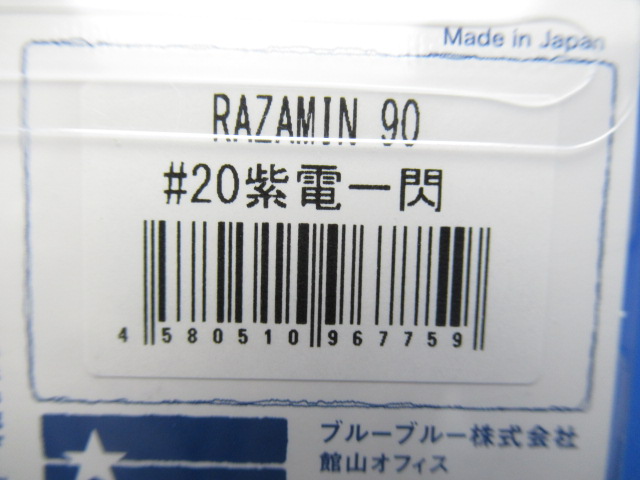 Made in Japan
RAZAMIN 90
#20紫電一閃
4 580510 967759
ブルーブルー株式会社
館山オフィス